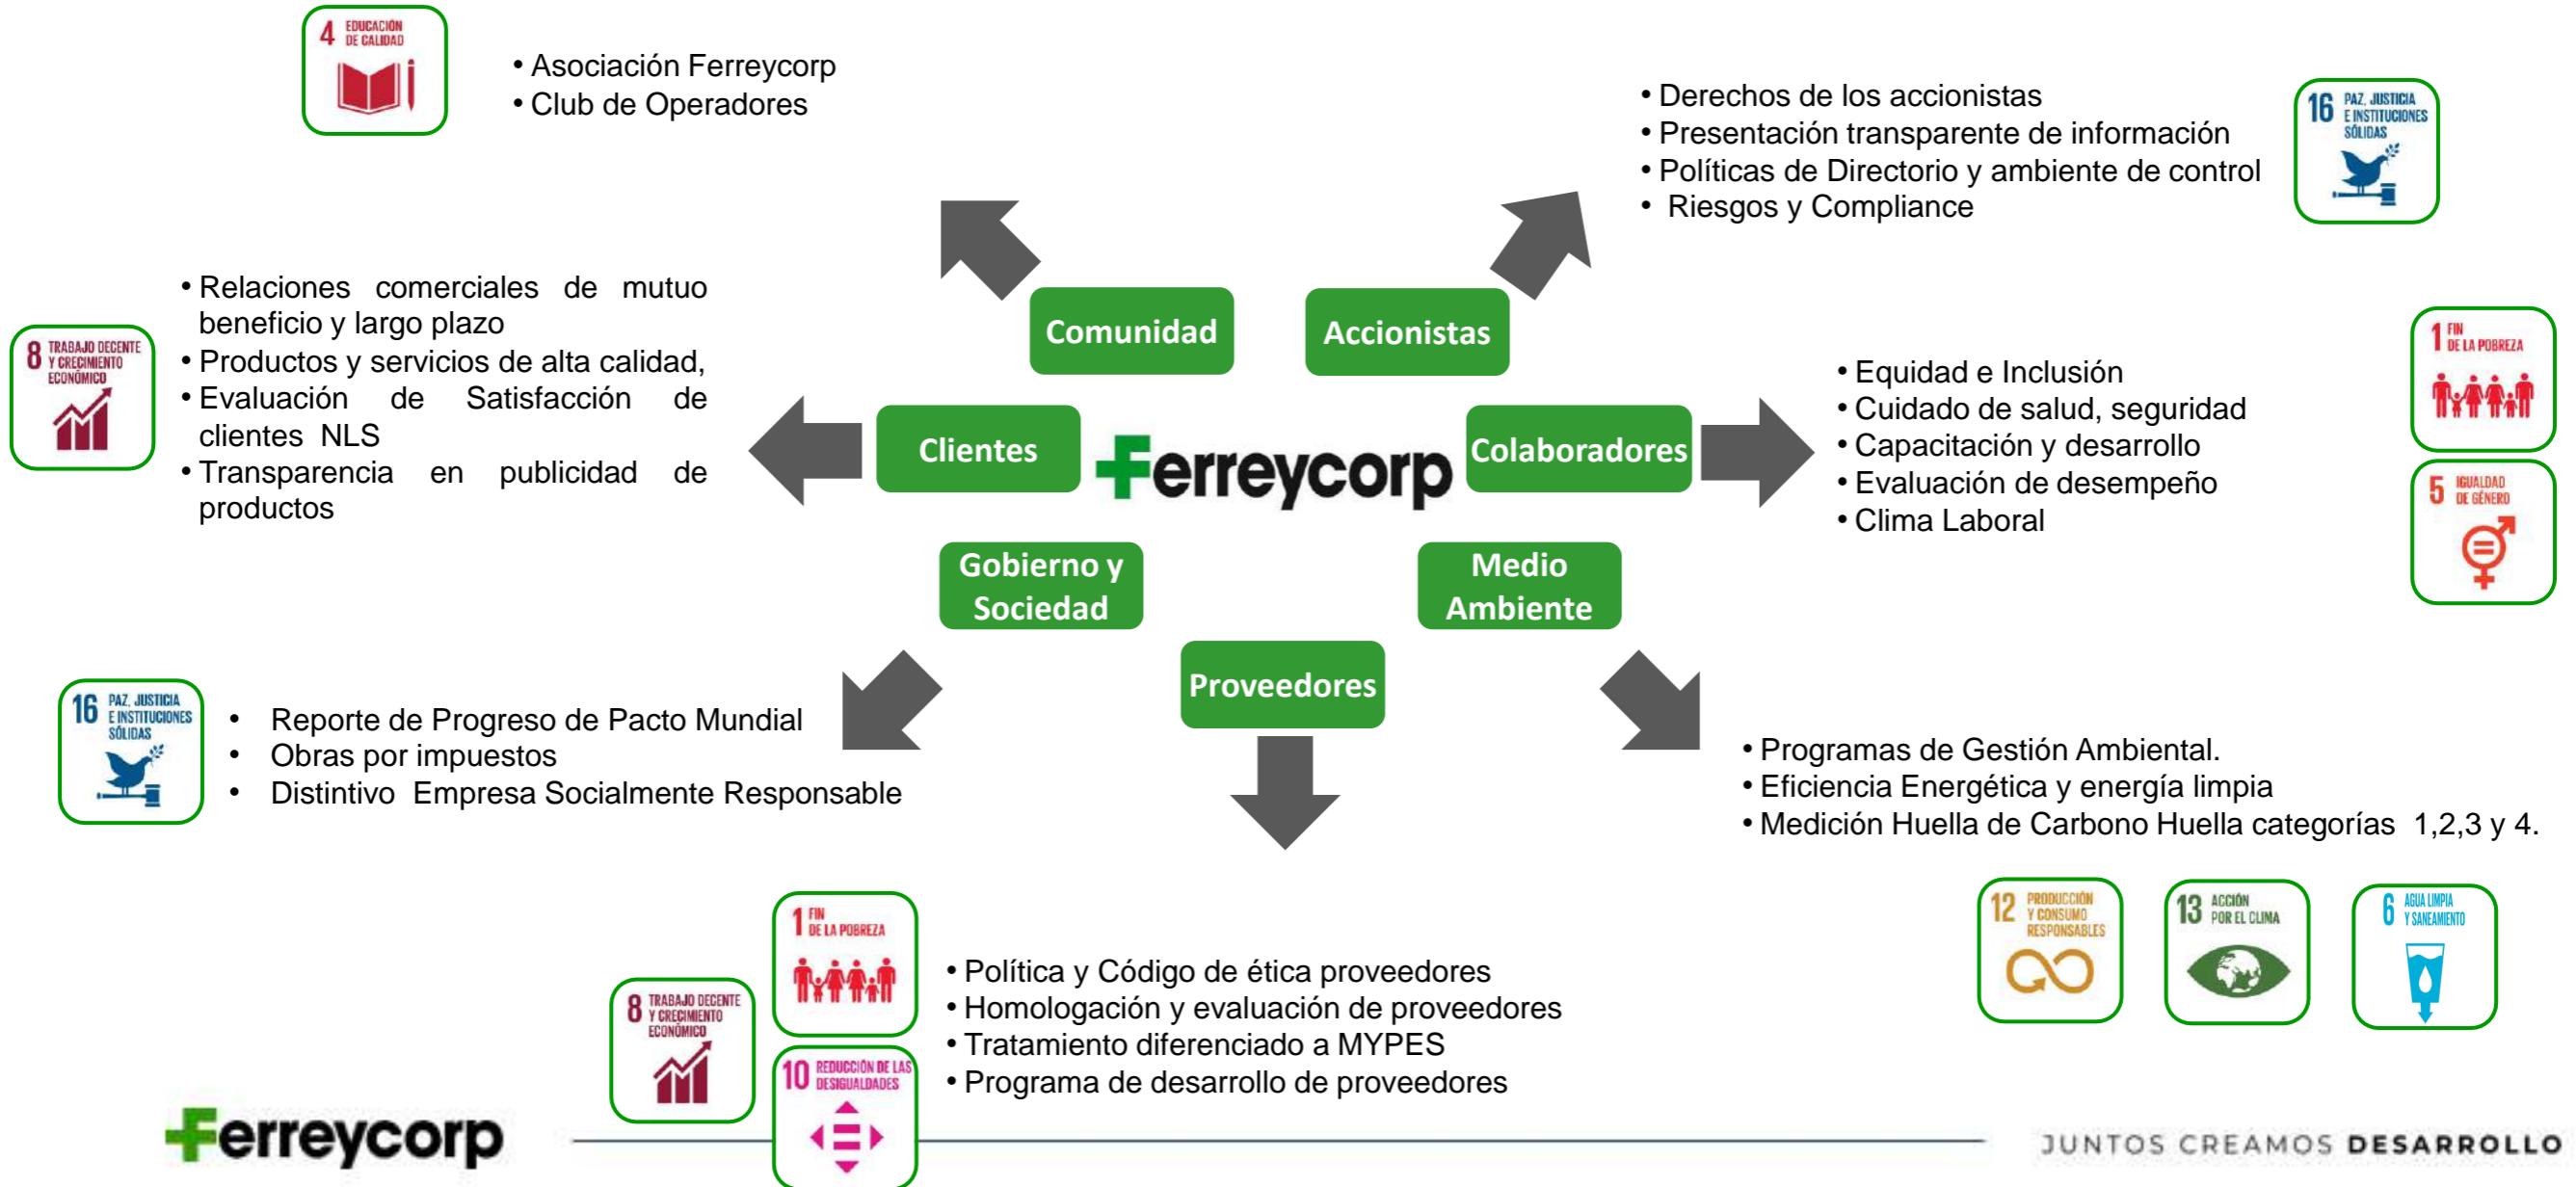 4 EDUCACIÓN
DE CALIDAD
• Asociación Ferreycorp
• Club de Operadores
• Derechos de los accionistas
• Presentación transparente de información
• Políticas de Directorio y ambiente de control
• Riesgos y Compliance
16 PAZ, JUSTICIA
E INSTITUCIONES
SÓLIDAS
Comunidad
Accionistas
8 TRABAJO DECENTE
Y CRECIMIENTO
ECONÓMICO
• Relaciones comerciales de mutuo
beneficio y largo plazo
• Productos y servicios de alta calidad,
• Evaluación de Satisfacción de
clientes NLS
• Transparencia en publicidad de
productos
Clientes
Ferreycorp
Colaboradores
• Equidad e Inclusión
• Cuidado de salud, seguridad
• Capacitación y desarrollo
• Evaluación de desempeño
• Clima Laboral
1 FIN
DE LA POBREZA
5 IGUALDAD
DE GÉNERO
Gobierno y
Sociedad
Medio
Ambiente
Proveedores
16 PAZ, JUSTICIA
E INSTITUCIONES
SÓLIDAS
• Reporte de Progreso de Pacto Mundial
• Obras por impuestos
• Distintivo Empresa Socialmente Responsable
• Programas de Gestión Ambiental.
• Eficiencia Energética y energía limpia
• Medición Huella de Carbono Huella categorías 1,2,3 y 4.
12 PRODUCCIÓN
Y CONSUMO
RESPONSABLES
13 ACCIÓN
POR EL CLIMA
6 AGUA LIMPIA
Y SANEAMIENTO
8 TRABAJO DECENTE
Y CRECIMIENTO
ECONÓMICO
1 FIN
DE LA POBREZA
10 REDUCCIÓN DE LAS
DESIGUALDADES
• Política y Código de ética proveedores
• Homologación y evaluación de proveedores
• Tratamiento diferenciado a MYPES
• Programa de desarrollo de proveedores
Ferreycorp
JUNTOS CREAMOS DESARROLLO